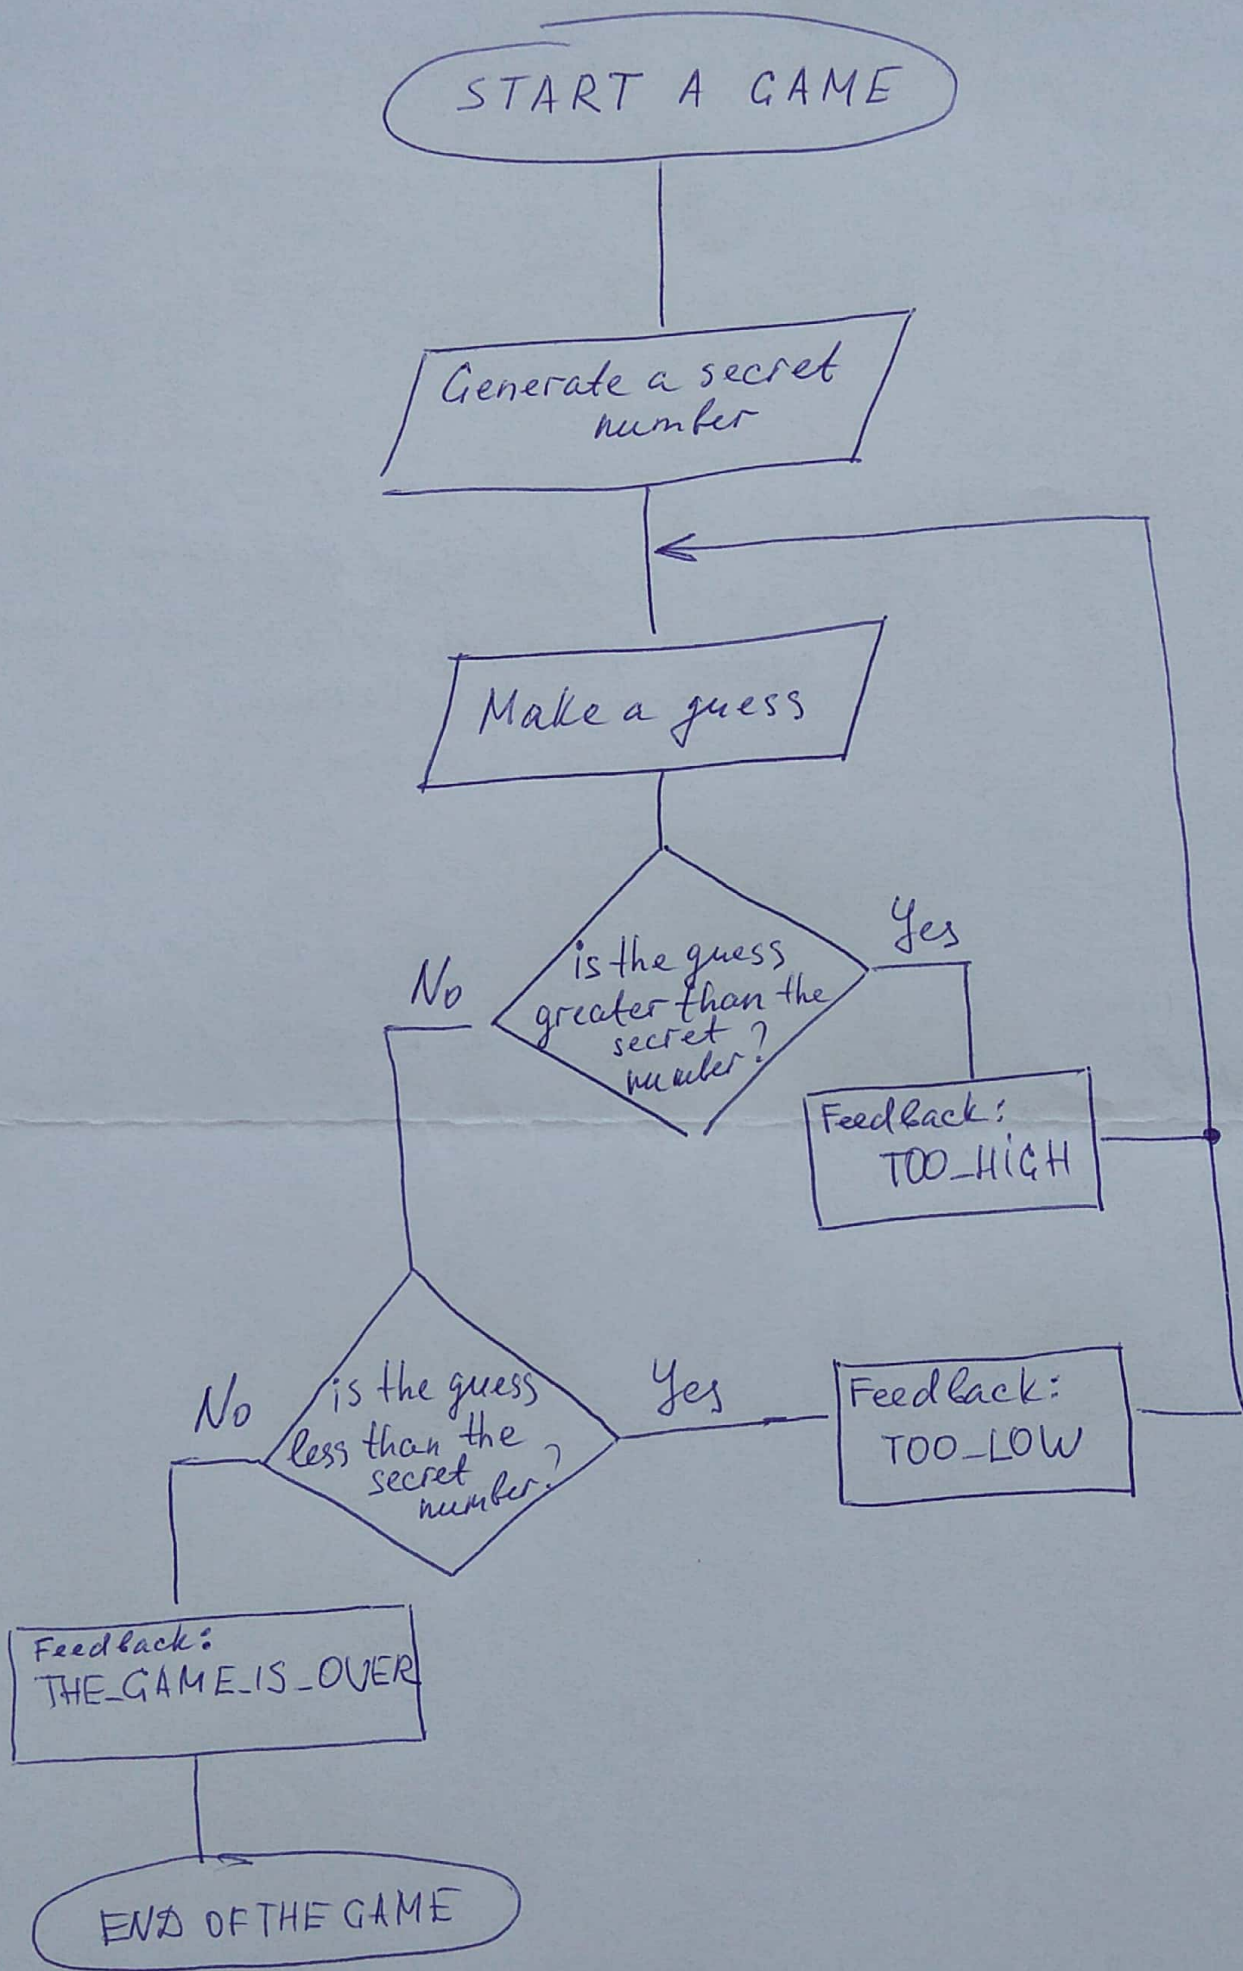 START A GAME
Generate a secret
number
Make a guess
Yes
No
is the guess
greater than the
secret
number?
Feedback:
TOO_HIGH
No
is the guess
less than the
secret
number?
Yes
Feedback:
TOO_LOW
Feedback:
THE_GAME_IS_OVER
END OF THE GAME